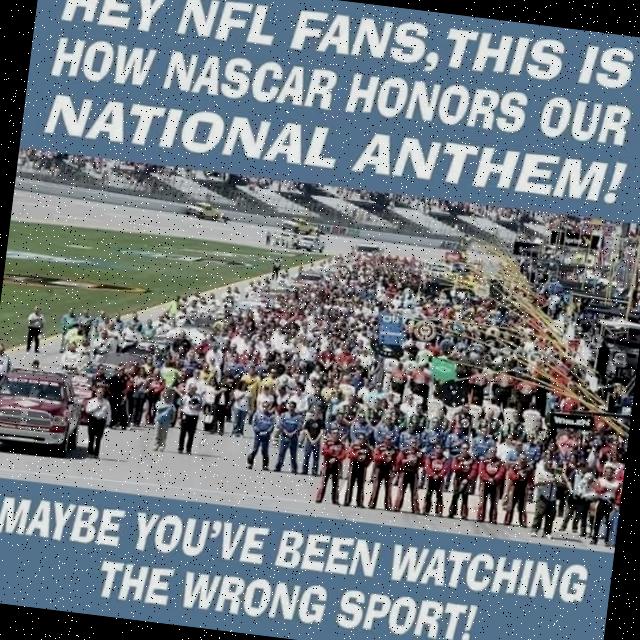 HEY NFL FANS, THIS IS
HOW NASCAR HONORS OUR
NATIONAL ANTHEM!
MAYBE YOU'VE BEEN WATCHING
THE WRONG SPORT!